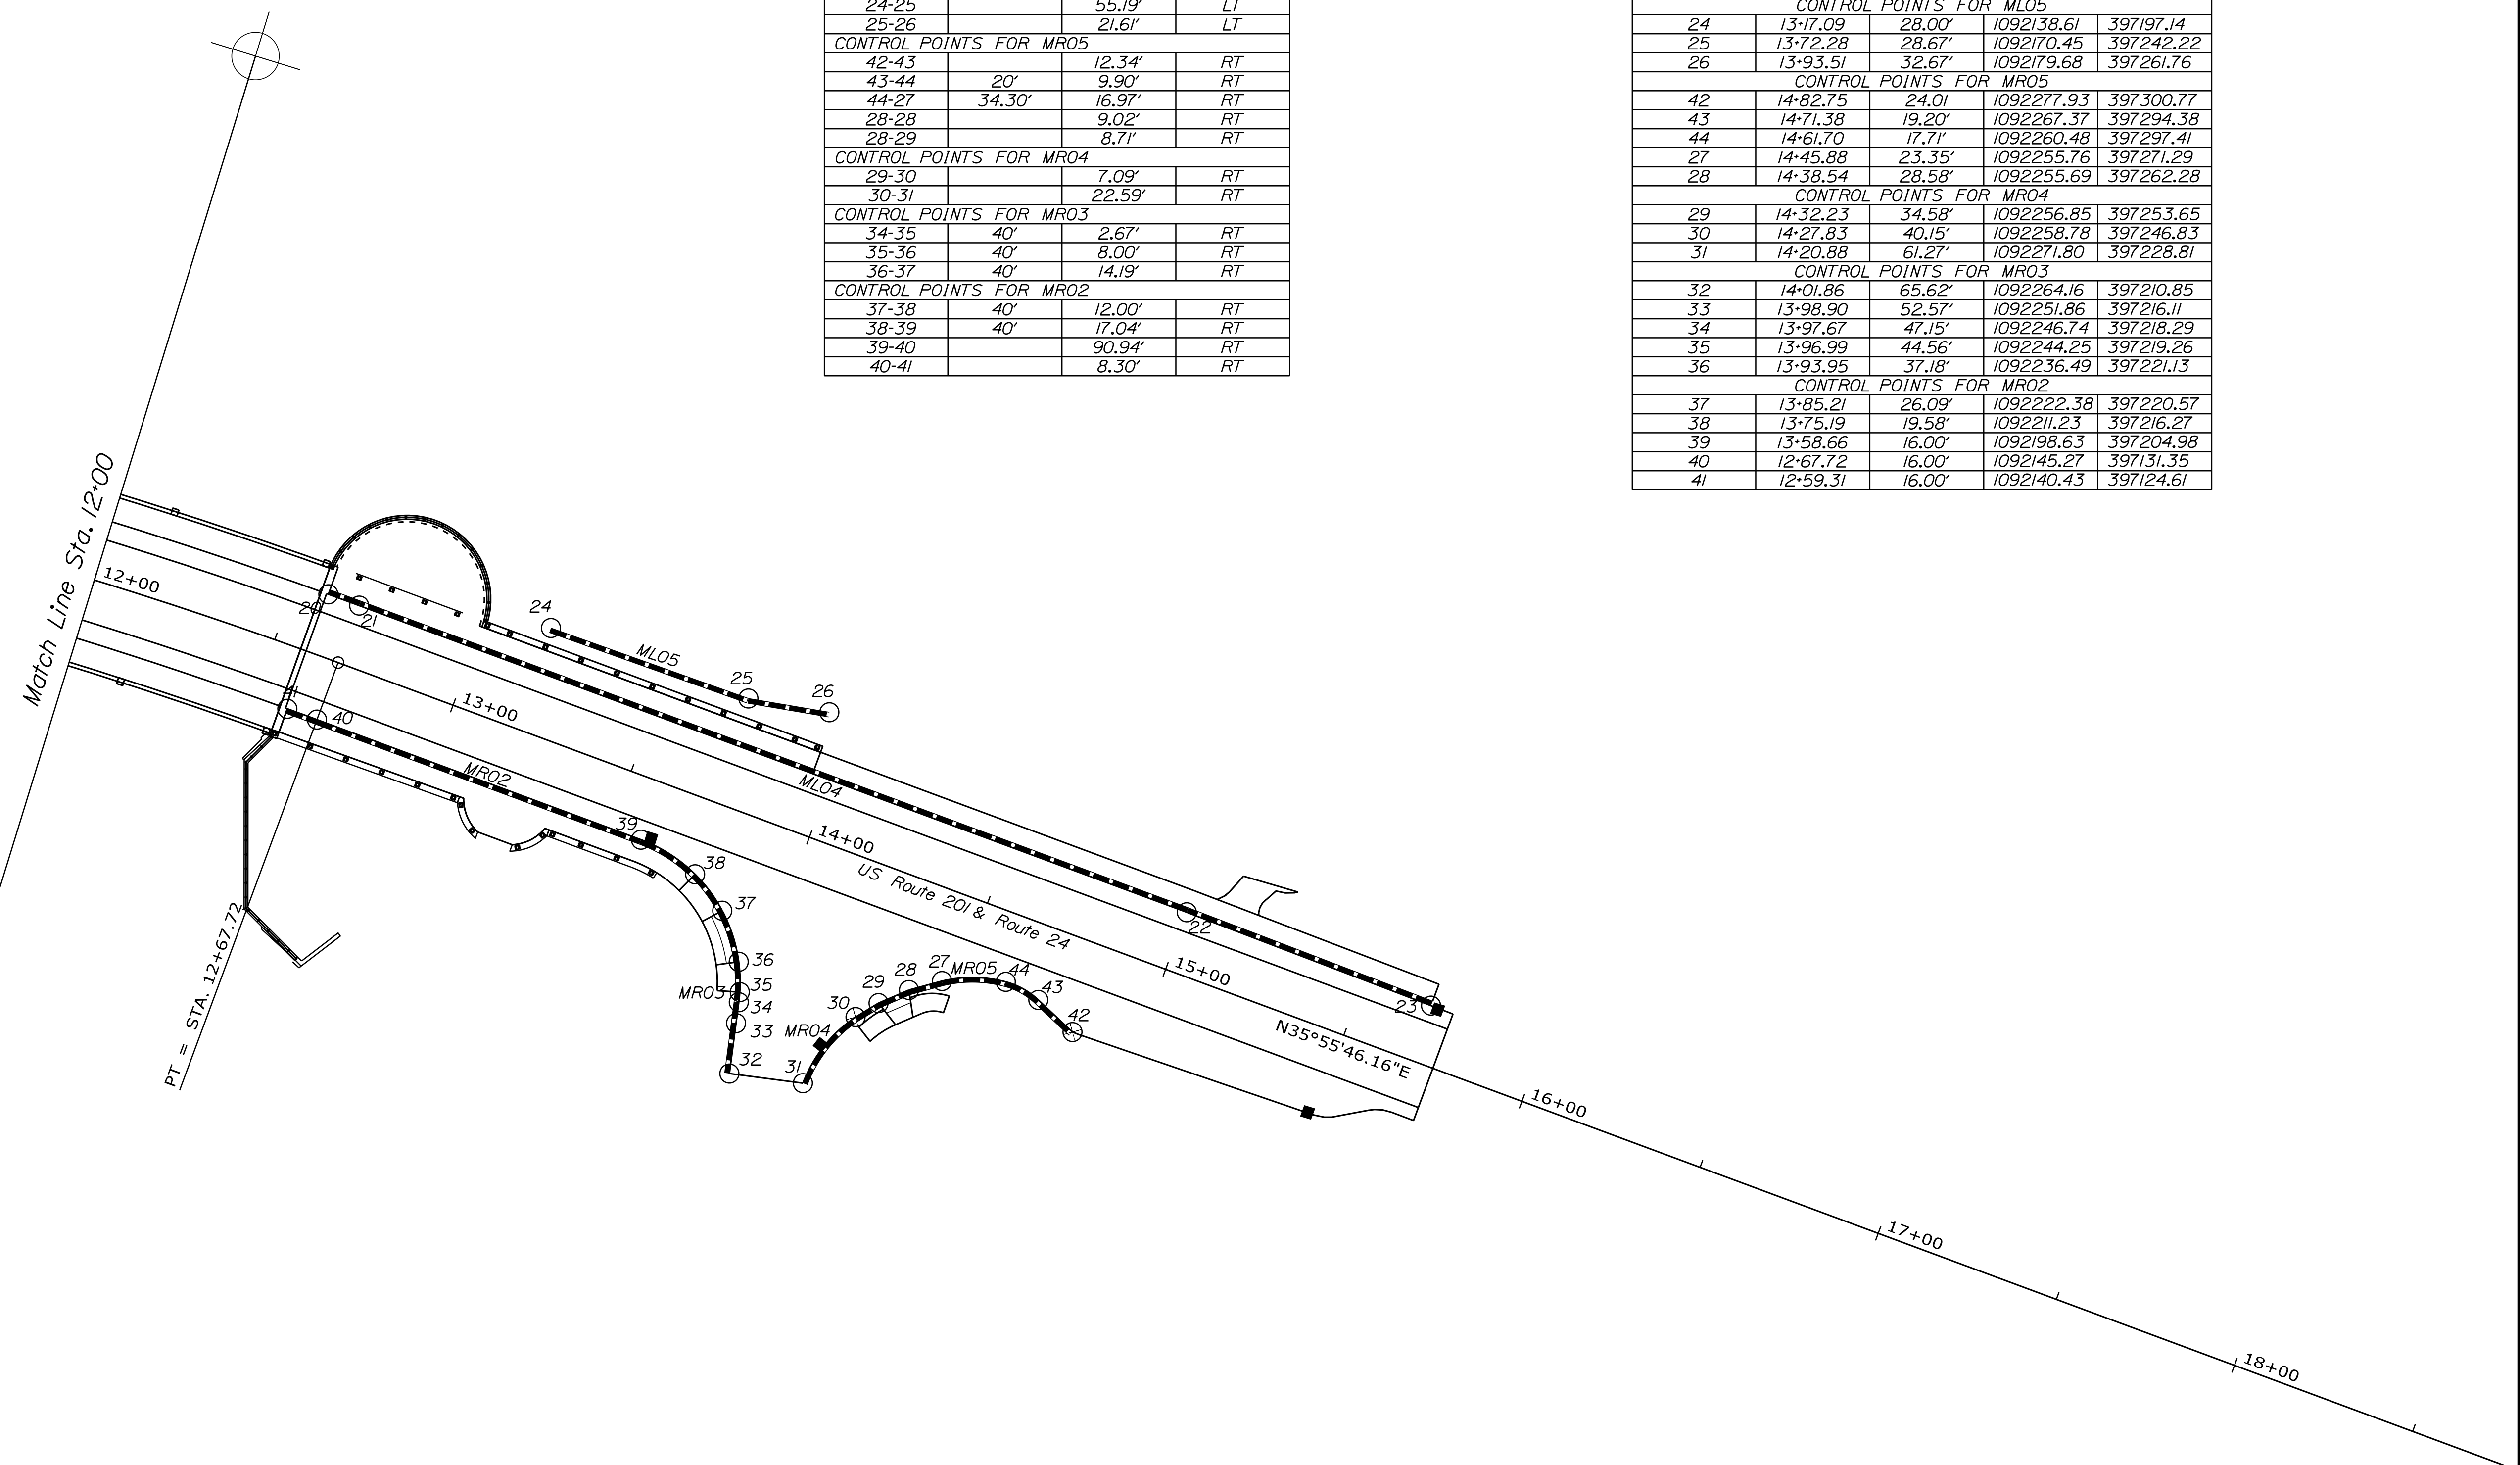 24-25 55.19' LT
25-26 21.61' LT
CONTROL POINTS FOR MR05
42-43 12.34' RT
43-44 20' 9.90' RT
44-27 34.30' 16.97' RT
28-28 9.02' RT
28-29 8.71' RT
CONTROL POINTS FOR MR04
29-30 7.09' RT
30-31 22.59' RT
CONTROL POINTS FOR MR03
34-35 40' 2.67' RT
35-36 40' 8.00' RT
36-37 40' 14.19' RT
CONTROL POINTS FOR MR02
37-38 40' 12.00' RT
38-39 40' 17.04' RT
39-40 90.94' RT
40-41 8.30' RT
CONTROL POINTS FOR ML05
24 13+17.09 28.00' 1092138.61 397197.14
25 13+72.28 28.67' 1092170.45 397242.22
26 13+93.51 32.67' 1092179.68 397261.76
CONTROL POINTS FOR MR05
42 14+82.75 24.01 1092277.93 397300.77
43 14+71.38 19.20' 1092267.37 397294.38
44 14+61.70 17.71' 1092260.48 397297.41
27 14+45.88 23.35' 1092255.76 397271.29
28 14+38.54 28.58' 1092255.69 397262.28
CONTROL POINTS FOR MR04
29 14+32.23 34.58' 1092256.85 397253.65
30 14+27.83 40.15' 1092258.78 397246.83
31 14+20.88 61.27' 1092271.80 397228.81
CONTROL POINTS FOR MR03
32 14+01.86 65.62' 1092264.16 397210.85
33 13+98.90 52.57' 1092251.86 397216.11
34 13+97.67 47.15' 1092246.74 397218.29
35 13+96.99 44.56' 1092244.25 397219.26
36 13+93.95 37.18' 1092236.49 397221.13
CONTROL POINTS FOR MR02
37 13+85.21 26.09' 1092222.38 397220.57
38 13+75.19 19.58' 1092211.23 397216.27
39 13+58.66 16.00' 1092198.63 397204.98
40 12+67.72 16.00' 1092145.27 397131.35
41 12+59.31 16.00' 1092140.43 397124.61
Match Line Sta. 12+00
12+00
20
21
24
ML05
25
26
13+00
41
40
MR02
ML04
39
14+00
38
US Route 201 & Route 24
37
22
36
35
MR03
34
33
32
31
MR04
30
29
28
27
MR05
44
43
42
15+00
23
N35°55'46.16"E
PT = STA. 12+67.72
16+00
17+00
18+00